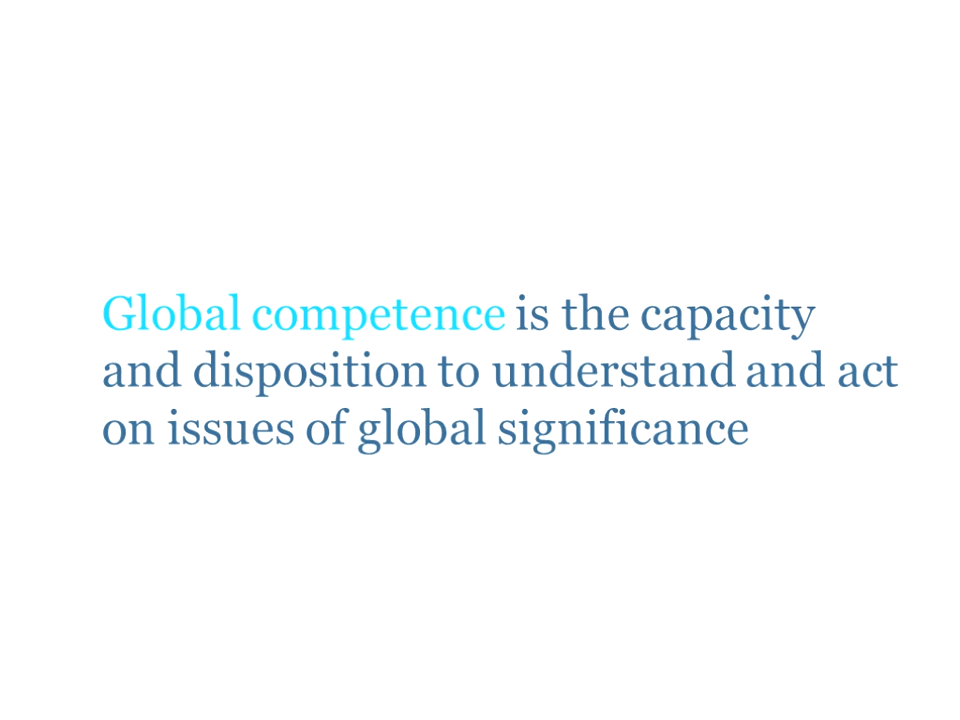 Global competence is the capacity
and disposition to understand and act
on issues of global significance